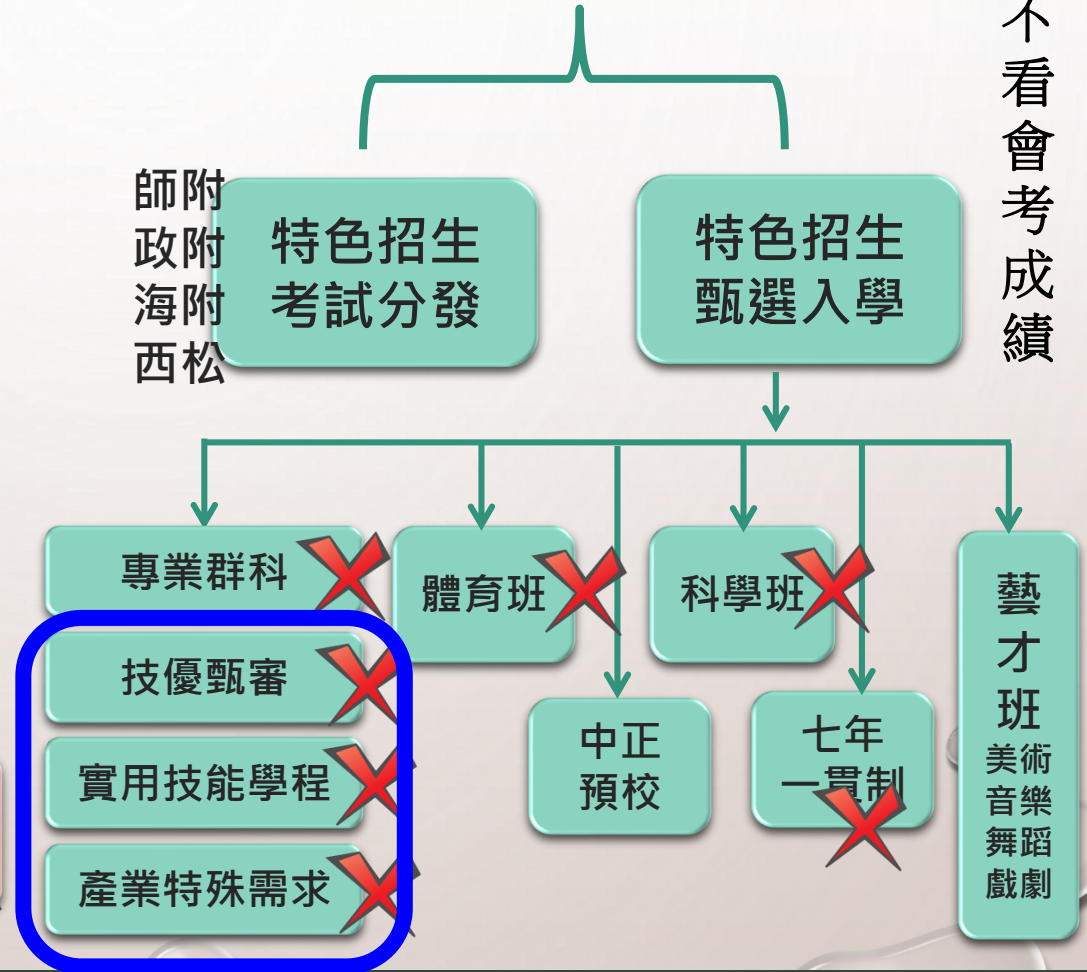 不看會考成績
師附
政附
海附
西松
特色招生
考試分發
特色招生
甄選入學
專業群科
技優甄審
實用技能學程
產業特殊需求
體育班
中正
預校
科學班
七年
一貫制
藝才班
美術
音樂
舞蹈
戲劇